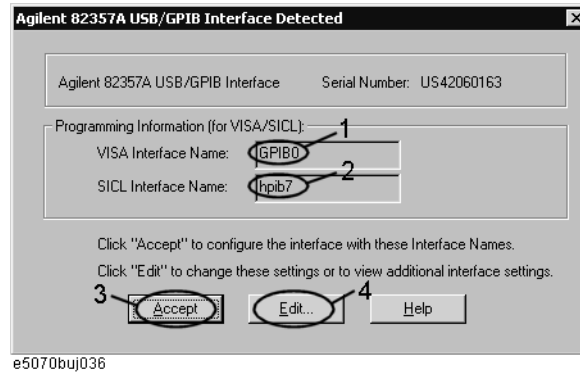 Agilent 82357A USB/GPIB Interface Detected
Agilent 82357A USB/GPIB Interface Serial Number: US42060163
Programming Information (for VISA/SICL): 1
VISA Interface Name: GPIB0
2
SICL Interface Name: hpib7
Click "Accept" to configure the interface with these Interface Names.
Click "Edit" to change these settings or to view additional interface settings.
3 4
Accept Edit... Help
e5070buj036